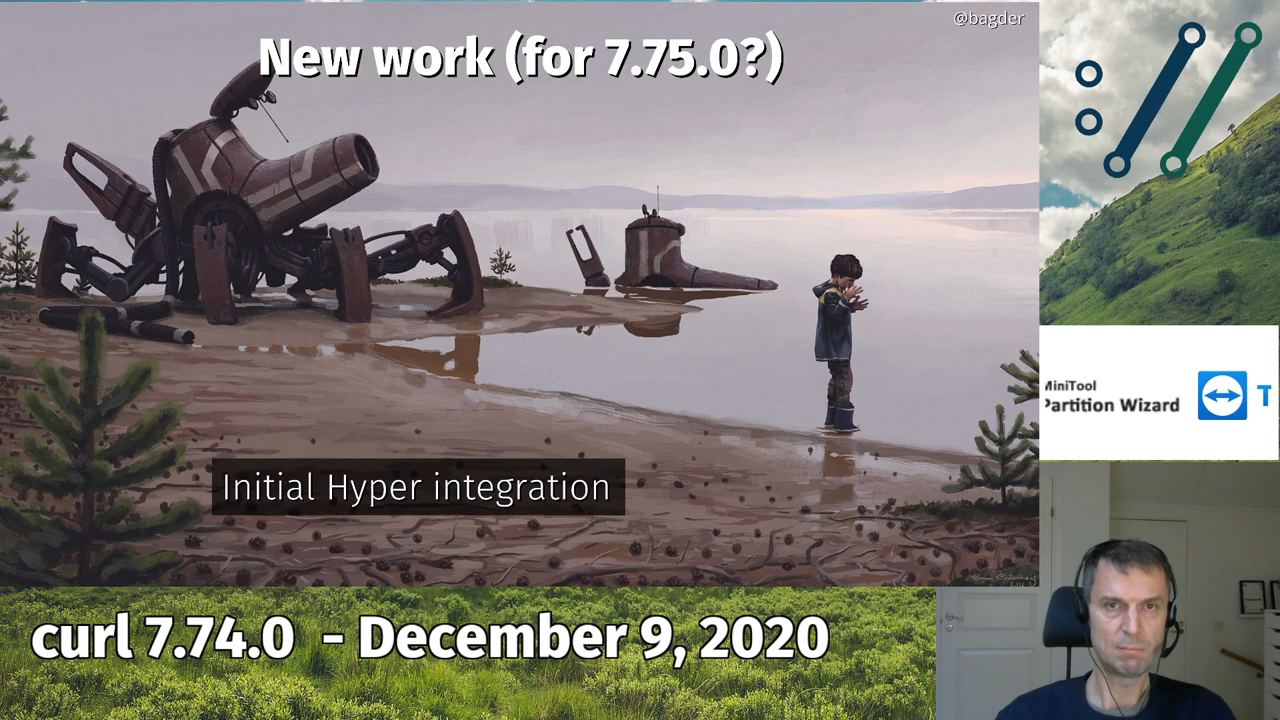 @bagder
New work (for 7.75.0?)
MiniTool
Partition Wizard
T
Initial Hyper integration
curl 7.74.0 - December 9, 2020